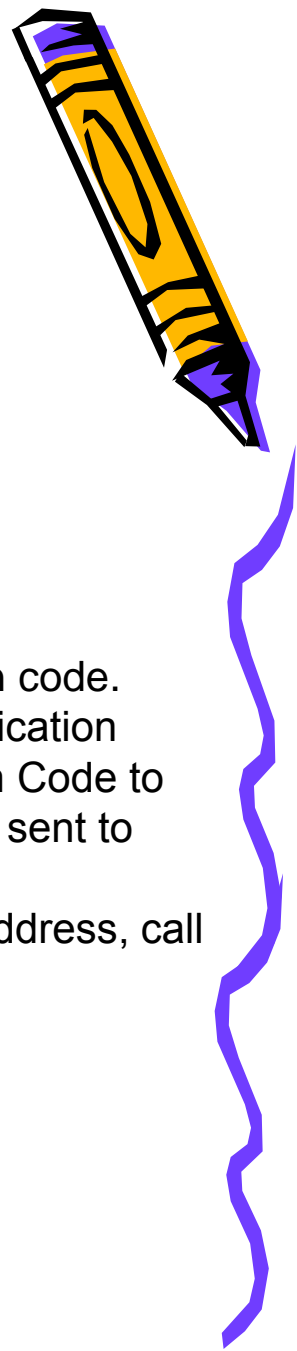 n code.
ication
n Code to
sent to
ddress, call